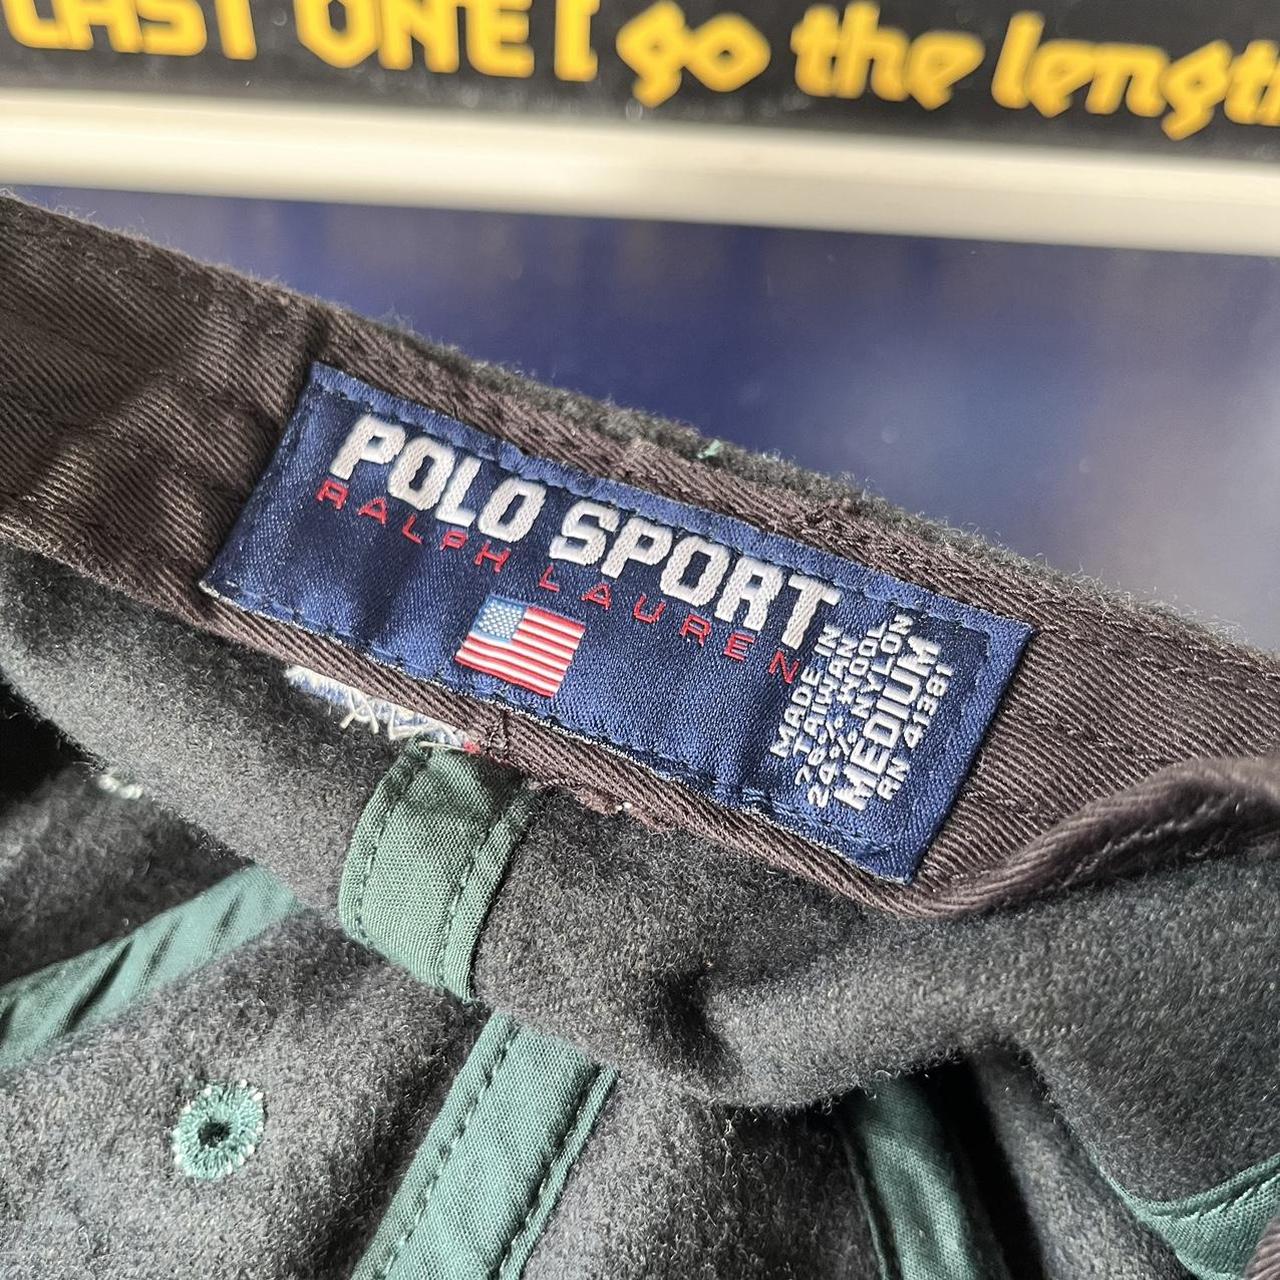 LAST ONE I go the length
POLO SPORT
RALPH LAUREN
MADE IN
TAIWAN
76% WOOL
24% NYLON
MEDIUM
RN 41381